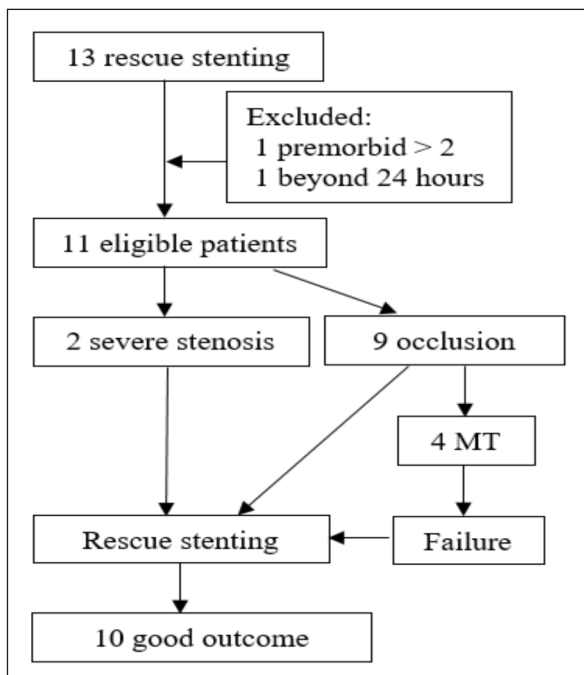 13 rescue stenting
Excluded:
1 premorbid > 2
1 beyond 24 hours
11 eligible patients
2 severe stenosis
9 occlusion
4 MT
Rescue stenting
Failure
10 good outcome